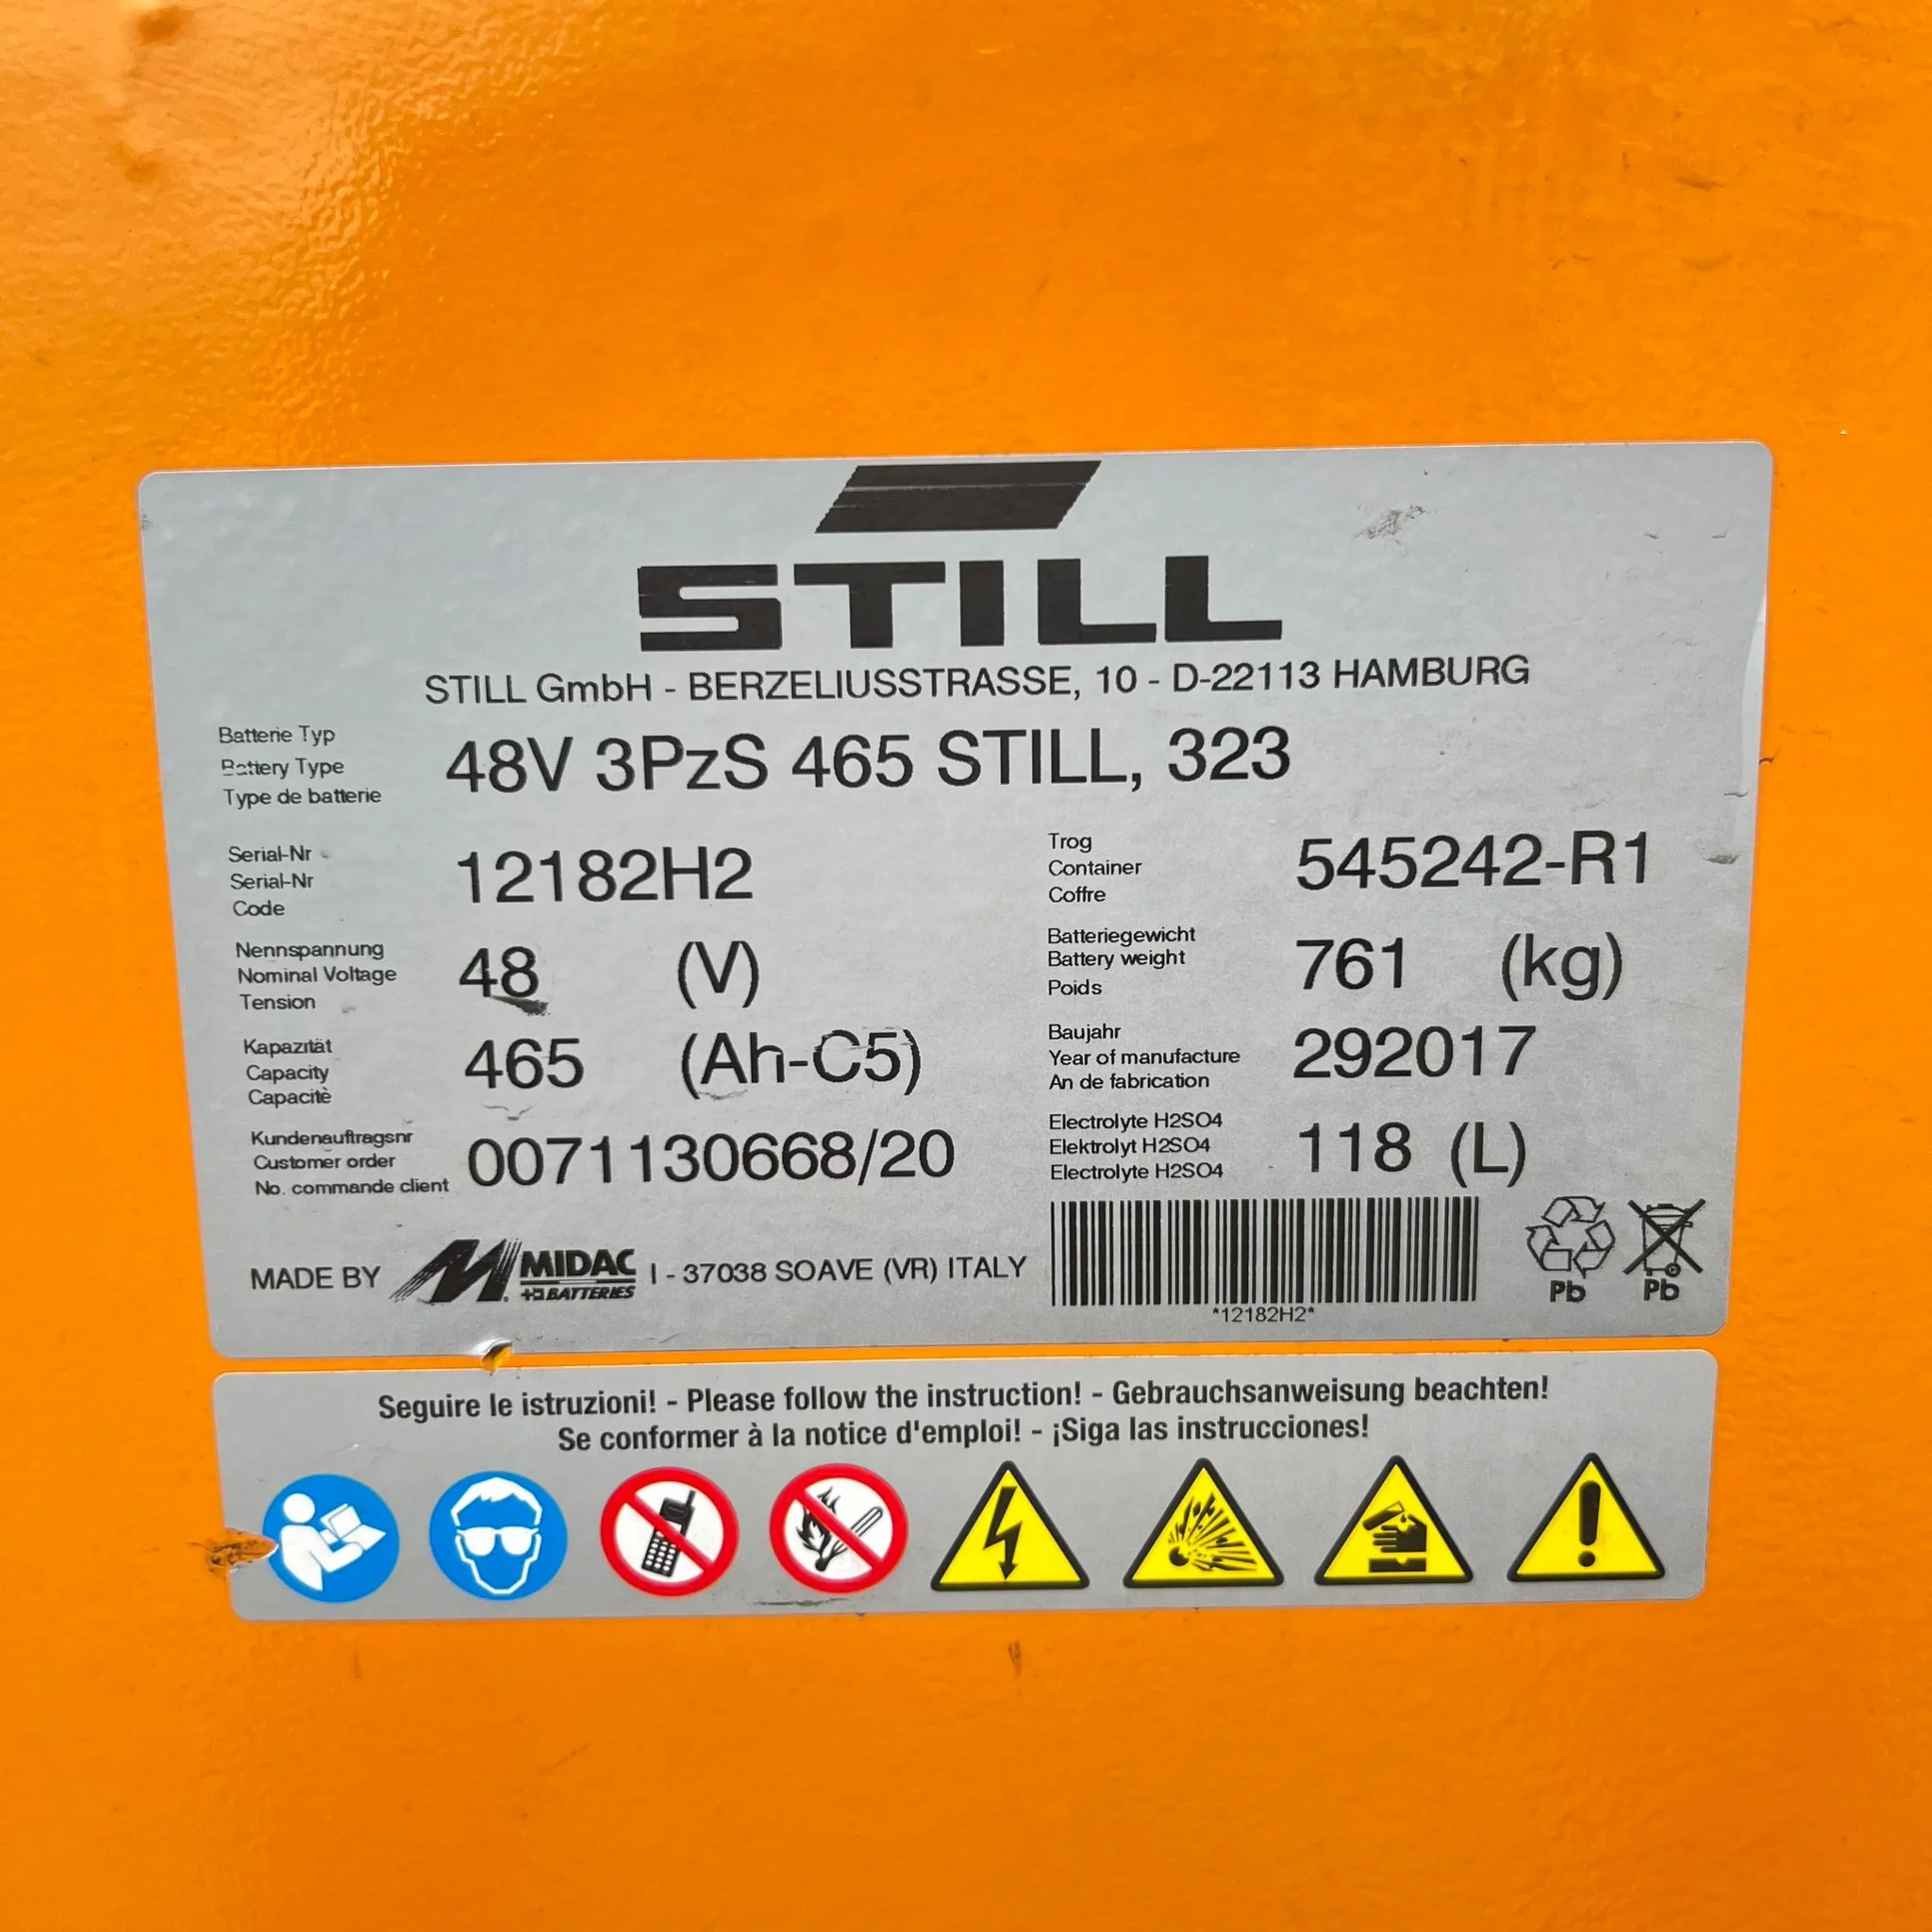 STILL
STILL GmbH - BERZELIUSSTRASSE, 10 - D-22113 HAMBURG
Batterie Typ
Battery Type
Type de batterie
48V 3PzS 465 STILL, 323
Serial-Nr
Serial-Nr
Code
12182H2
Trog
Container
Coffre
545242-R1
Nennspannung
Nominal Voltage
Tension
48 (V)
Batteriegewicht
Battery weight
Poids
761 (kg)
Kapazität
Capacity
Capacitè
465 (Ah-C5)
Baujahr
Year of manufacture
An de fabrication
292017
Kundenauftragsnr
Customer order
No. commande client
0071130668/20
Electrolyte H2SO4
Elektrolyt H2SO4
Electrolyte H2SO4
118 (L)
MADE BY MIDAC BATTERIES I - 37038 SOAVE (VR) ITALY
*12182H2*
Pb Pb
Seguire le istruzioni! - Please follow the instruction! - Gebrauchsanweisung beachten!
Se conformer à la notice d'emploi! - ¡Siga las instrucciones!